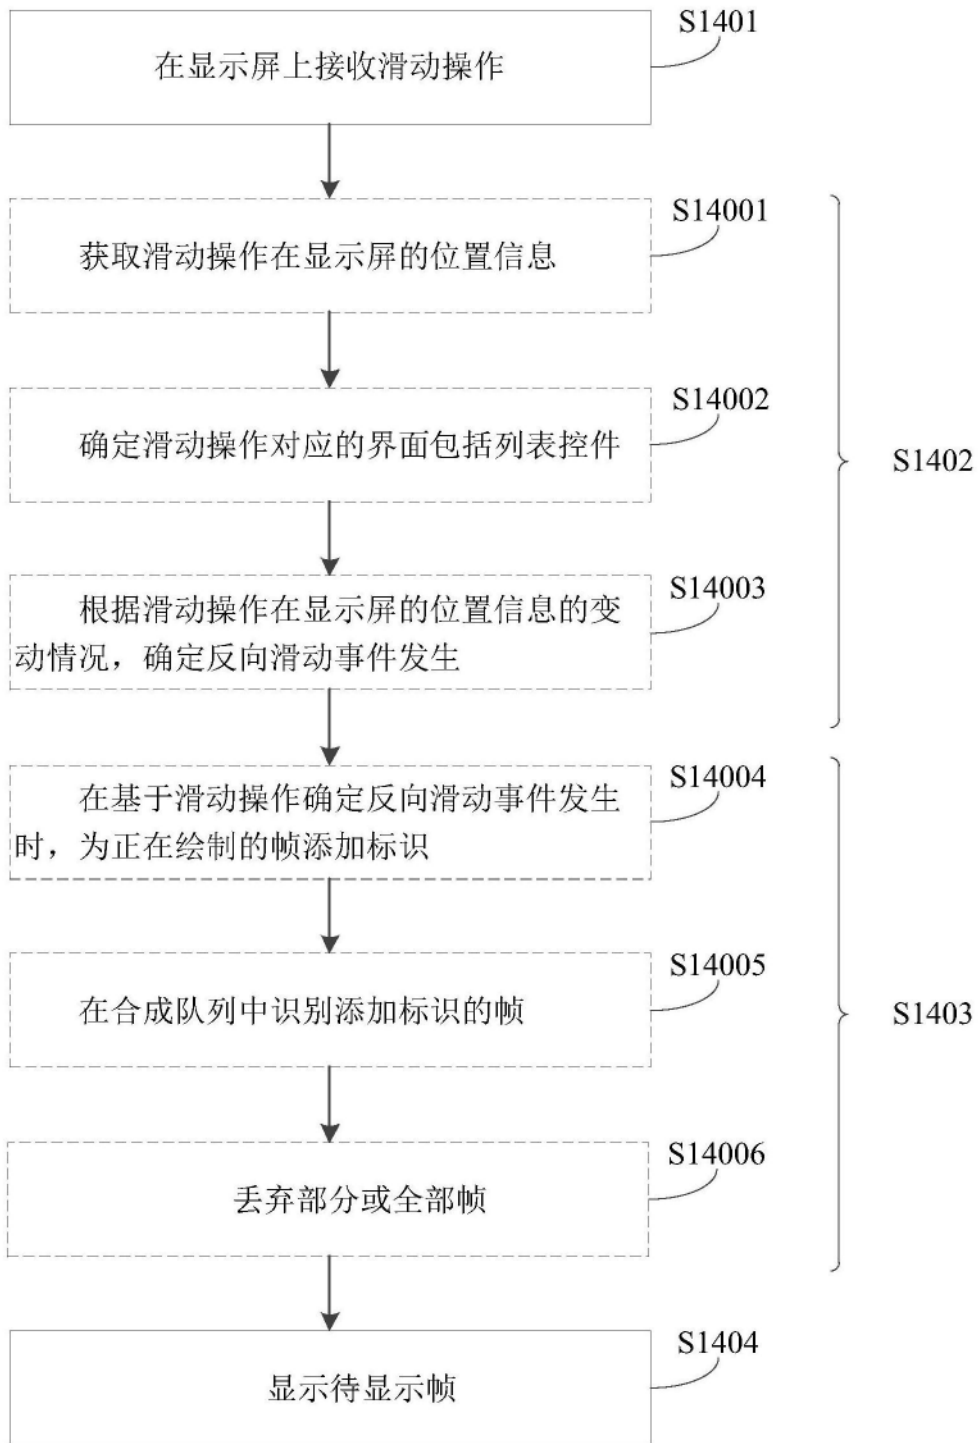 S1401
在显示屏上接收滑动操作
S14001
获取滑动操作在显示屏的位置信息
S14002
确定滑动操作对应的界面包括列表控件
S1402
S14003
根据滑动操作在显示屏的位置信息的变
动情况，确定反向滑动事件发生
S14004
在基于滑动操作确定反向滑动事件发生
时，为正在绘制的帧添加标识
S14005
在合成队列中识别添加标识的帧
S1403
S14006
丢弃部分或全部帧
S1404
显示待显示帧